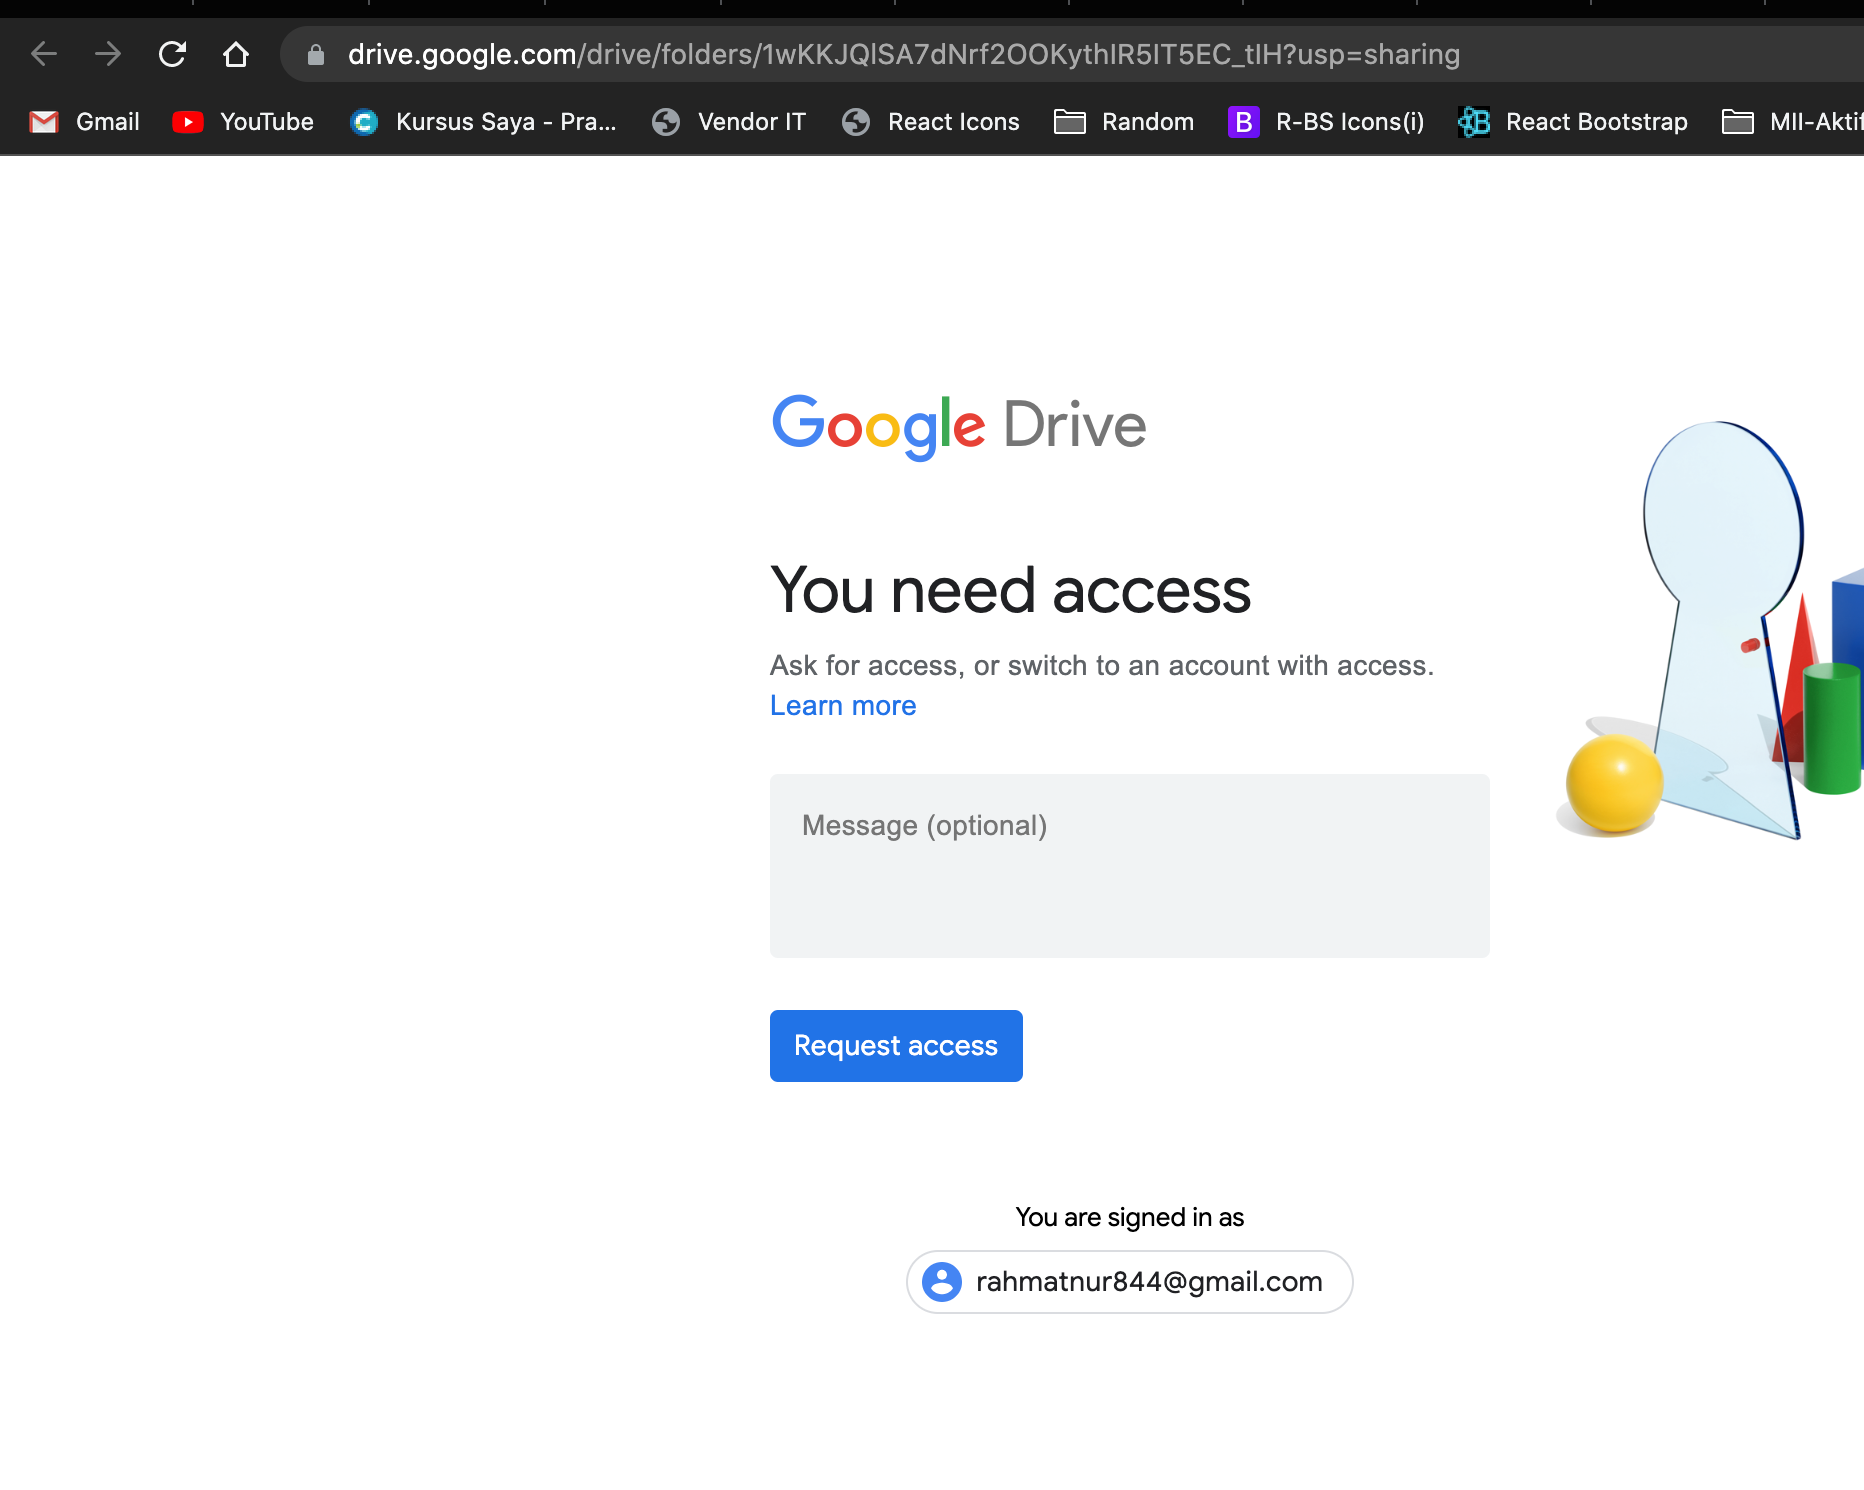 drive.google.com/drive/folders/1wKKJQlSA7dNrf2OOKythIR5IT5EC_tIH?usp=sharing
Gmail YouTube Kursus Saya - Pra... Vendor IT React Icons Random R-BS Icons(i) React Bootstrap MII-Aktif
Google Drive
You need access
Ask for access, or switch to an account with access.
Learn more
Message (optional)
Request access
You are signed in as
rahmatnur844@gmail.com